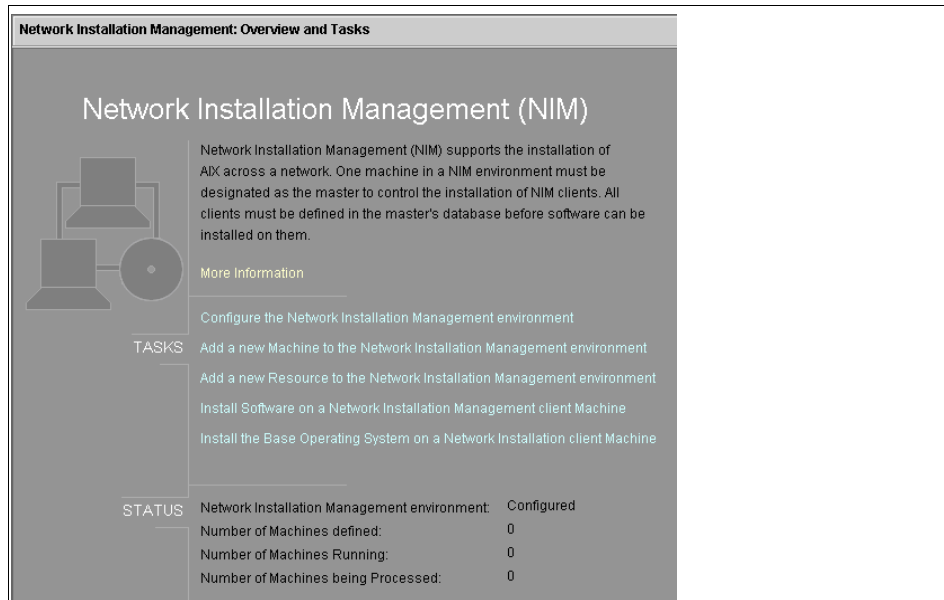 Network Installation Management: Overview and Tasks
Network Installation Management (NIM)
Network Installation Management (NIM) supports the installation of
AIX across a network. One machine in a NIM environment must be
designated as the master to control the installation of NIM clients. All
clients must be defined in the master's database before software can be
installed on them.
More Information
TASKS
Configure the Network Installation Management environment
Add a new Machine to the Network Installation Management environment
Add a new Resource to the Network Installation Management environment
Install Software on a Network Installation Management client Machine
Install the Base Operating System on a Network Installation client Machine
STATUS
Network Installation Management environment: Configured
Number of Machines defined: 0
Number of Machines Running: 0
Number of Machines being Processed: 0